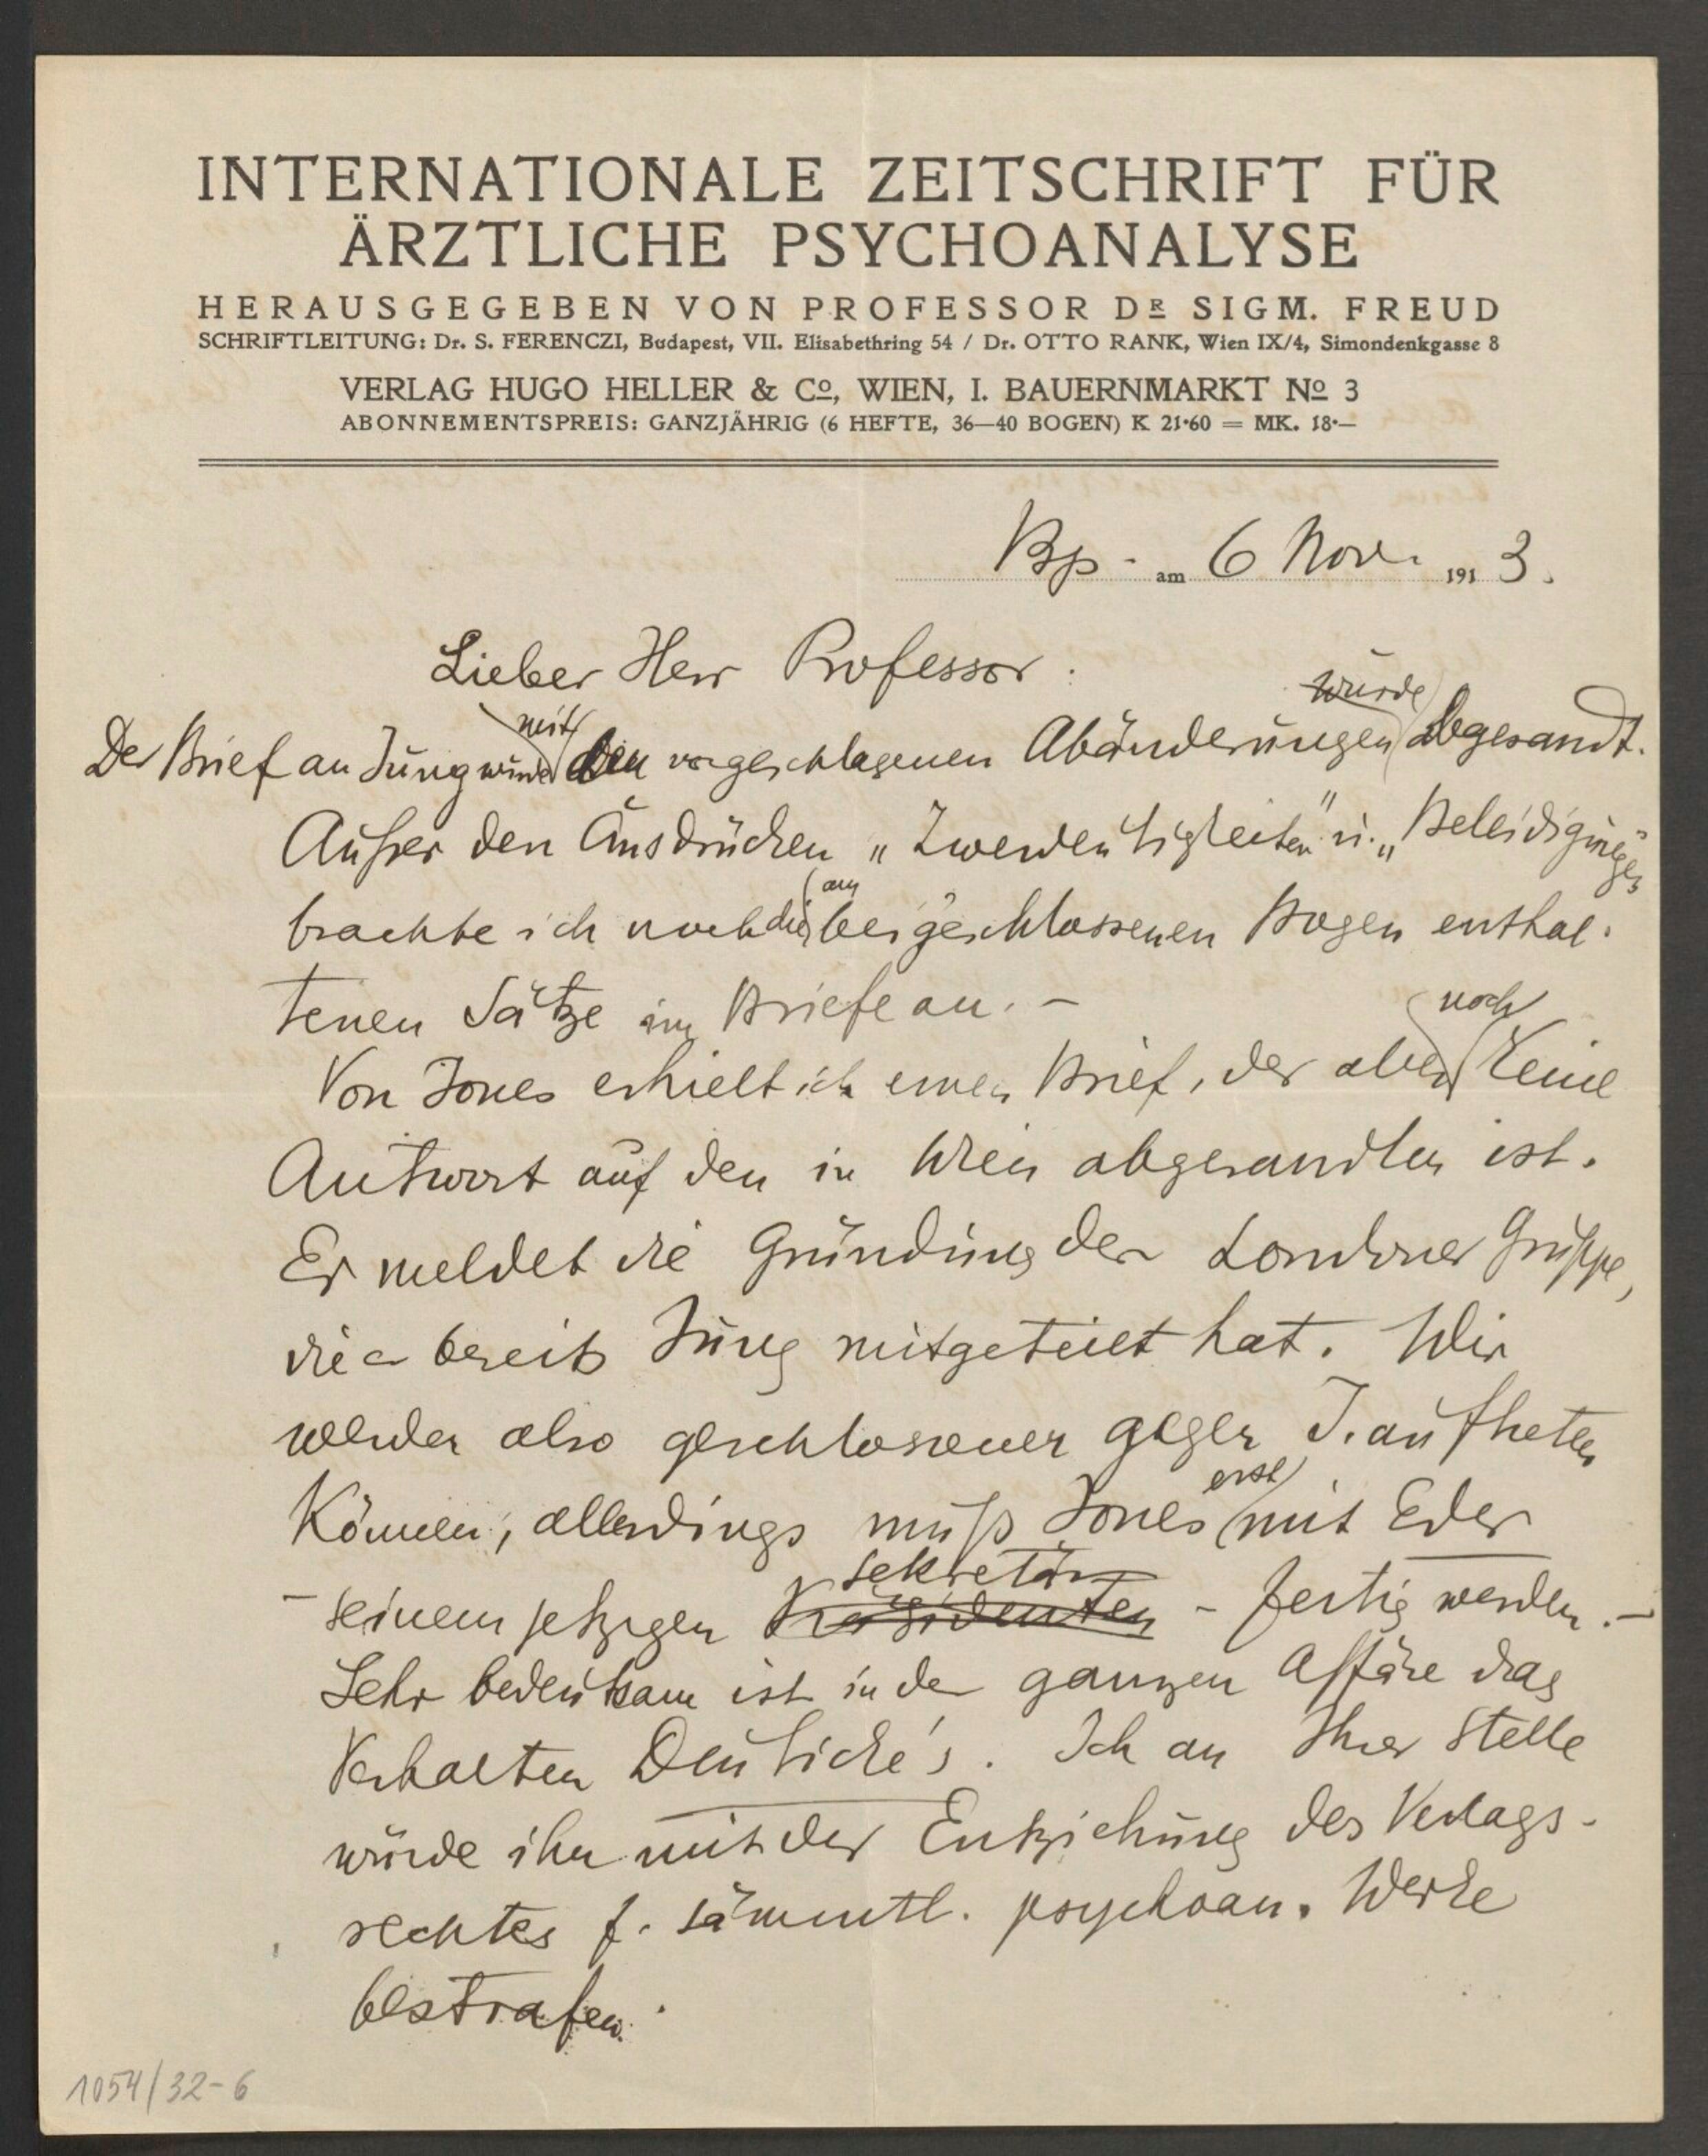 INTERNATIONALE ZEITSCHRIFT FÜR
ÄRZTLICHE PSYCHOANALYSE
HERAUSGEGEBEN VON PROFESSOR DR SIGM. FREUD
SCHRIFTLEITUNG: Dr. S. FERENCZI, Budapest, VII. Elisabethring 54 / Dr. OTTO RANK, Wien IX/4, Simondenkgasse 8
VERLAG HUGO HELLER & Co, WIEN, I. BAUERNMARKT No 3
ABONNEMENTSPREIS: GANZJÄHRIG (6 HEFTE, 36—40 BOGEN) K 21·60 = MK. 18·—
Bp. am 6 Nov. 1913.
Lieber Herr Professor.
Der Brief an Jung wurde mit den vorgeschlagenen Abänderungen wurde abgesandt.
Außer den Ausdrücken „Zweideutigkeiten" u. „Beleidigungen"
brachte ich noch die am beigeschlossenen Bogen enthal-
tenen Sätze im Briefe an. –
Von Jones erhielt ich einen Brief, der aber noch keine
Antwort auf den in Wien abgesandten ist.
Er meldet die Gründung der Londoner Gruppe,
die er bereits Jung mitgeteilt hat. Wir
werden also geschlossener gegen J. auftreten
können; allerdings muß Jones erst mit Eder
– seinem jetzigen Präsidenten Sekretär – fertig werden. –
Sehr bedeutsam ist in der ganzen Affäre das
Verhalten Deuticke's. Ich an Ihrer Stelle
würde ihn mit der Entziehung des Verlags-
rechtes f. sämmtl. psychoan. Werke
bestrafen.
1054/32-6